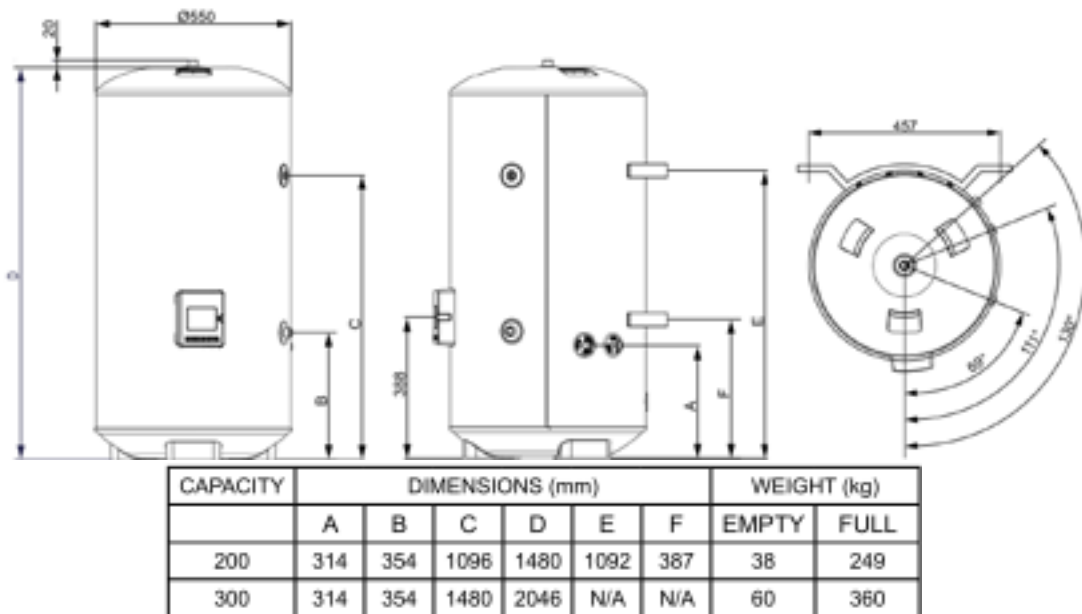 Ø550
20
457
D
C
B
388
E
A
F
69°
111°
130°
CAPACITY DIMENSIONS (mm) WEIGHT (kg)
A B C D E F EMPTY FULL
200 314 354 1096 1480 1092 387 38 249
300 314 354 1480 2046 N/A N/A 60 360